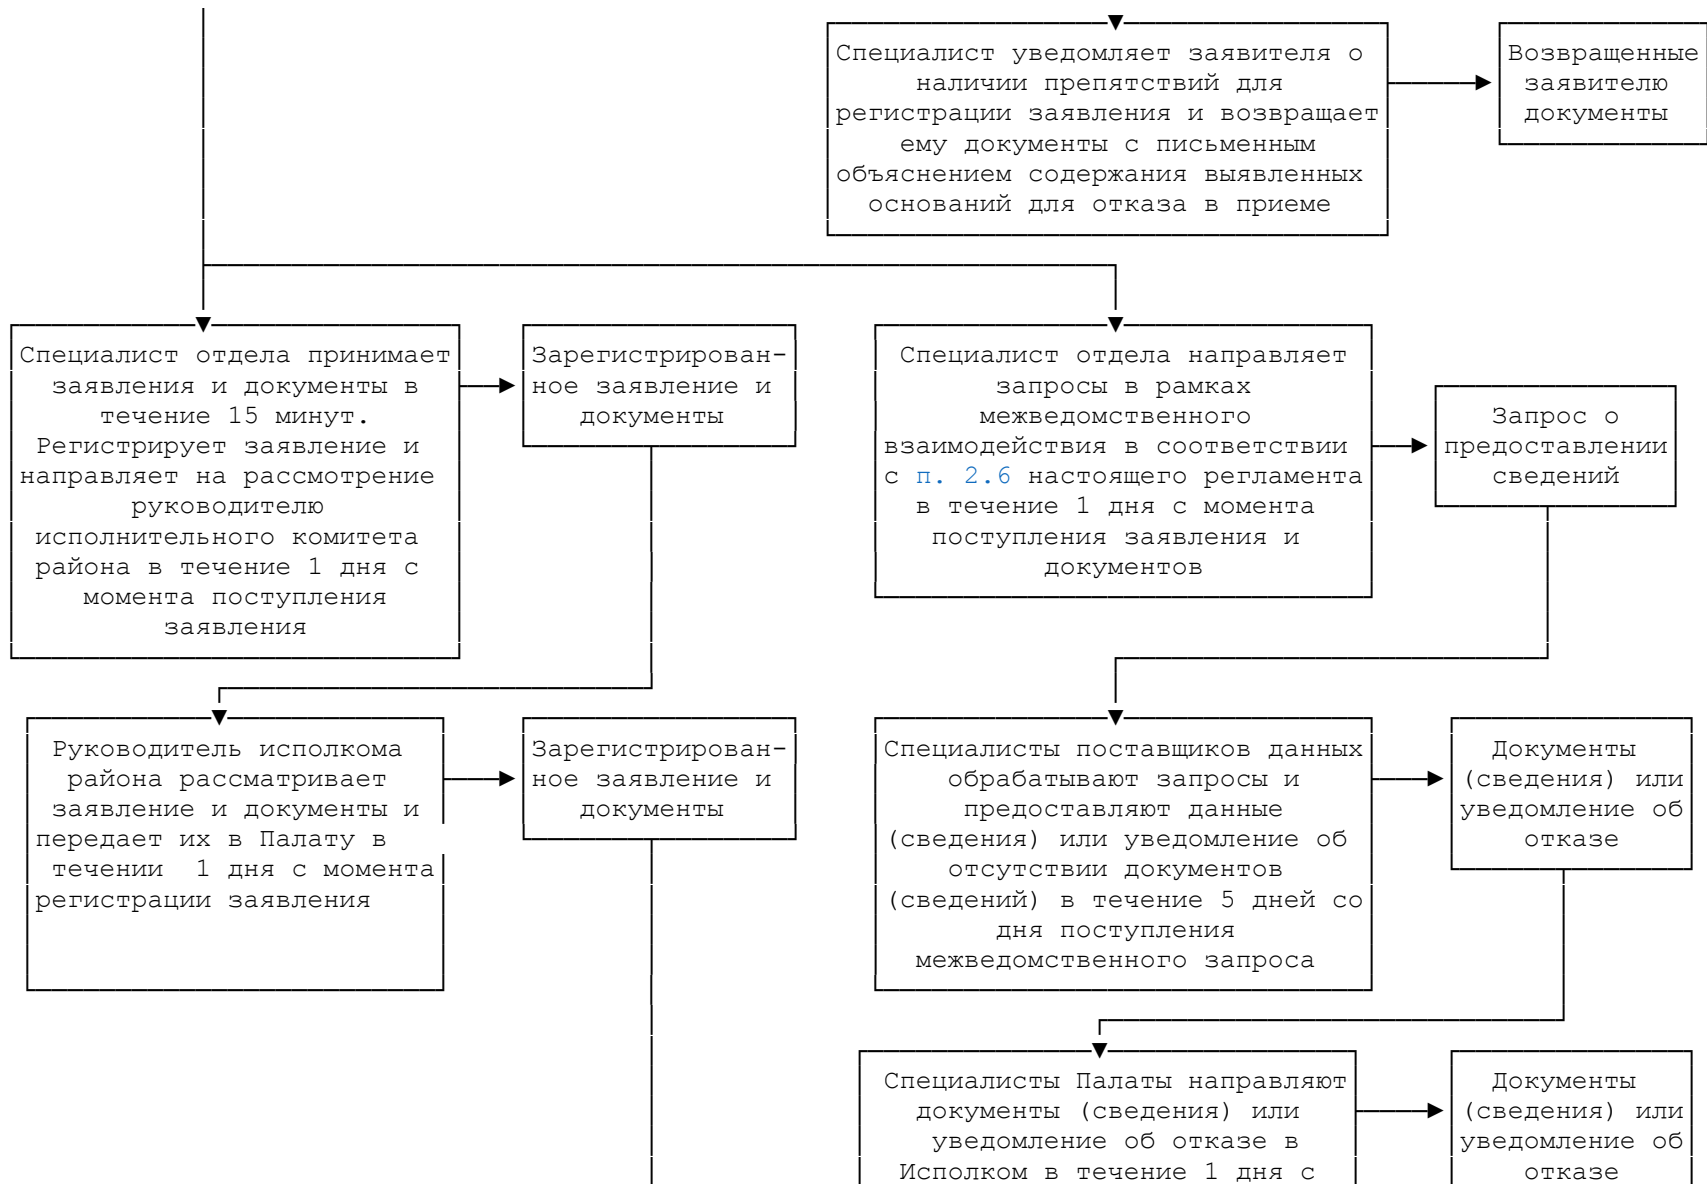 Специалист уведомляет заявителя о
наличии препятствий для
регистрации заявления и возвращает
ему документы с письменным
объяснением содержания выявленных
оснований для отказа в приеме
Возвращенные
заявителю
документы
Специалист отдела принимает
заявления и документы в
течение 15 минут.
Регистрирует заявление и
направляет на рассмотрение
руководителю
исполнительного комитета
района в течение 1 дня с
момента поступления
заявления
Зарегистрирован-
ное заявление и
документы
Специалист отдела направляет
запросы в рамках
межведомственного
взаимодействия в соответствии
с п. 2.6 настоящего регламента
в течение 1 дня с момента
поступления заявления и
документов
Запрос о
предоставлении
сведений
Руководитель исполкома
района рассматривает
заявление и документы и
передает их в Палату в
течении  1 дня с момента
регистрации заявления
Зарегистрирован-
ное заявление и
документы
Специалисты поставщиков данных
обрабатывают запросы и
предоставляют данные
(сведения) или уведомление об
отсутствии документов
(сведений) в течение 5 дней со
дня поступления
межведомственного запроса
Документы
(сведения) или
уведомление об
отказе
Специалисты Палаты направляют
документы (сведения) или
уведомление об отказе в
Исполком в течение 1 дня с
Документы
(сведения) или
уведомление об
отказе